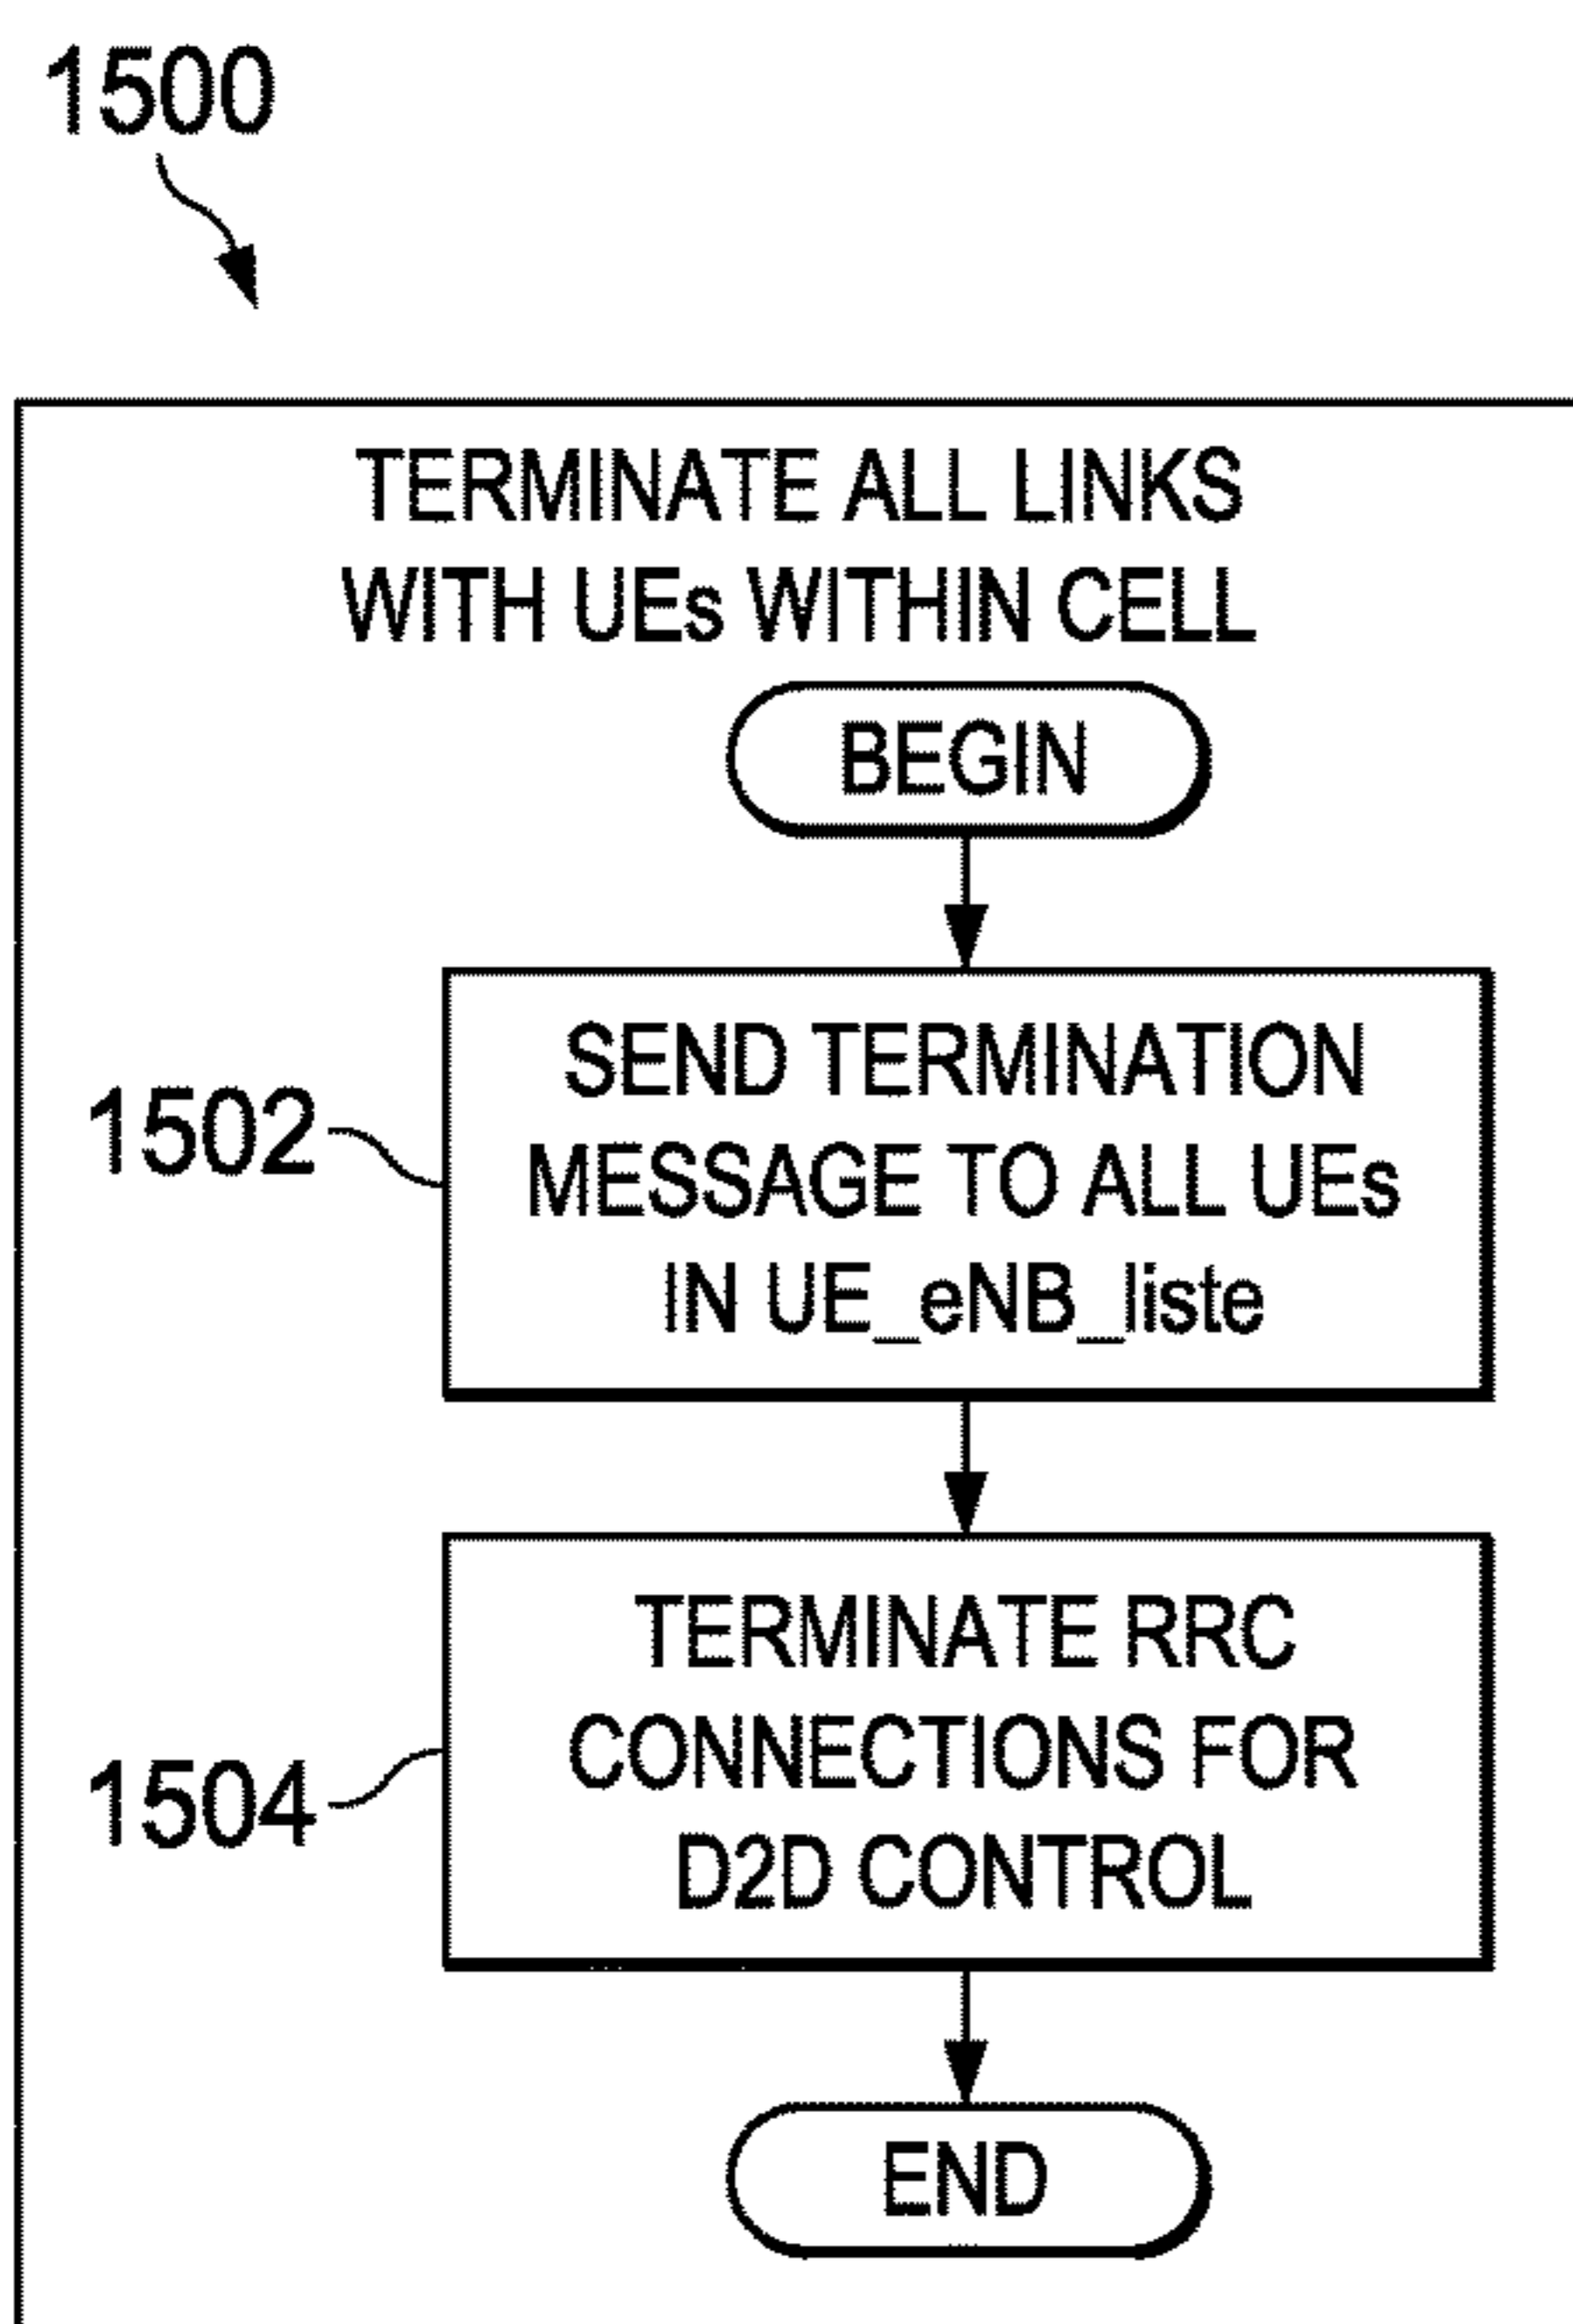 1500
TERMINATE ALL LINKS
WITH UEs WITHIN CELL
BEGIN
1502
SEND TERMINATION
MESSAGE TO ALL UEs
IN UE_eNB_liste
1504
TERMINATE RRC
CONNECTIONS FOR
D2D CONTROL
END